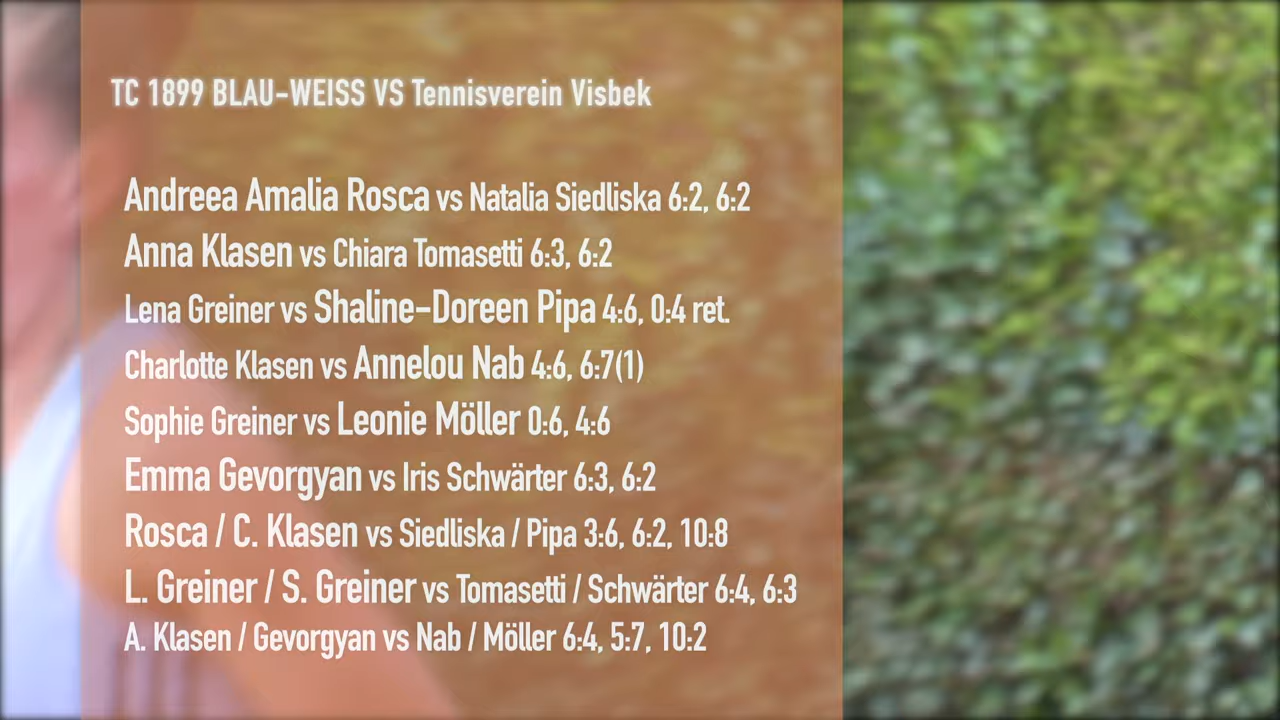 TC 1899 BLAU-WEISS VS Tennisverein Visbek
Andreea Amalia Rosca vs Natalia Siedliska 6:2, 6:2
Anna Klasen vs Chiara Tomasetti 6:3, 6:2
Lena Greiner vs Shaline-Doreen Pipa 4:6, 0:4 ret.
Charlotte Klasen vs Annelou Nab 4:6, 6:7(1)
Sophie Greiner vs Leonie Möller 0:6, 4:6
Emma Gevorgyan vs Iris Schwärter 6:3, 6:2
Rosca / C. Klasen vs Siedliska / Pipa 3:6, 6:2, 10:8
L. Greiner / S. Greiner vs Tomasetti / Schwärter 6:4, 6:3
A. Klasen / Gevorgyan vs Nab / Möller 6:4, 5:7, 10:2